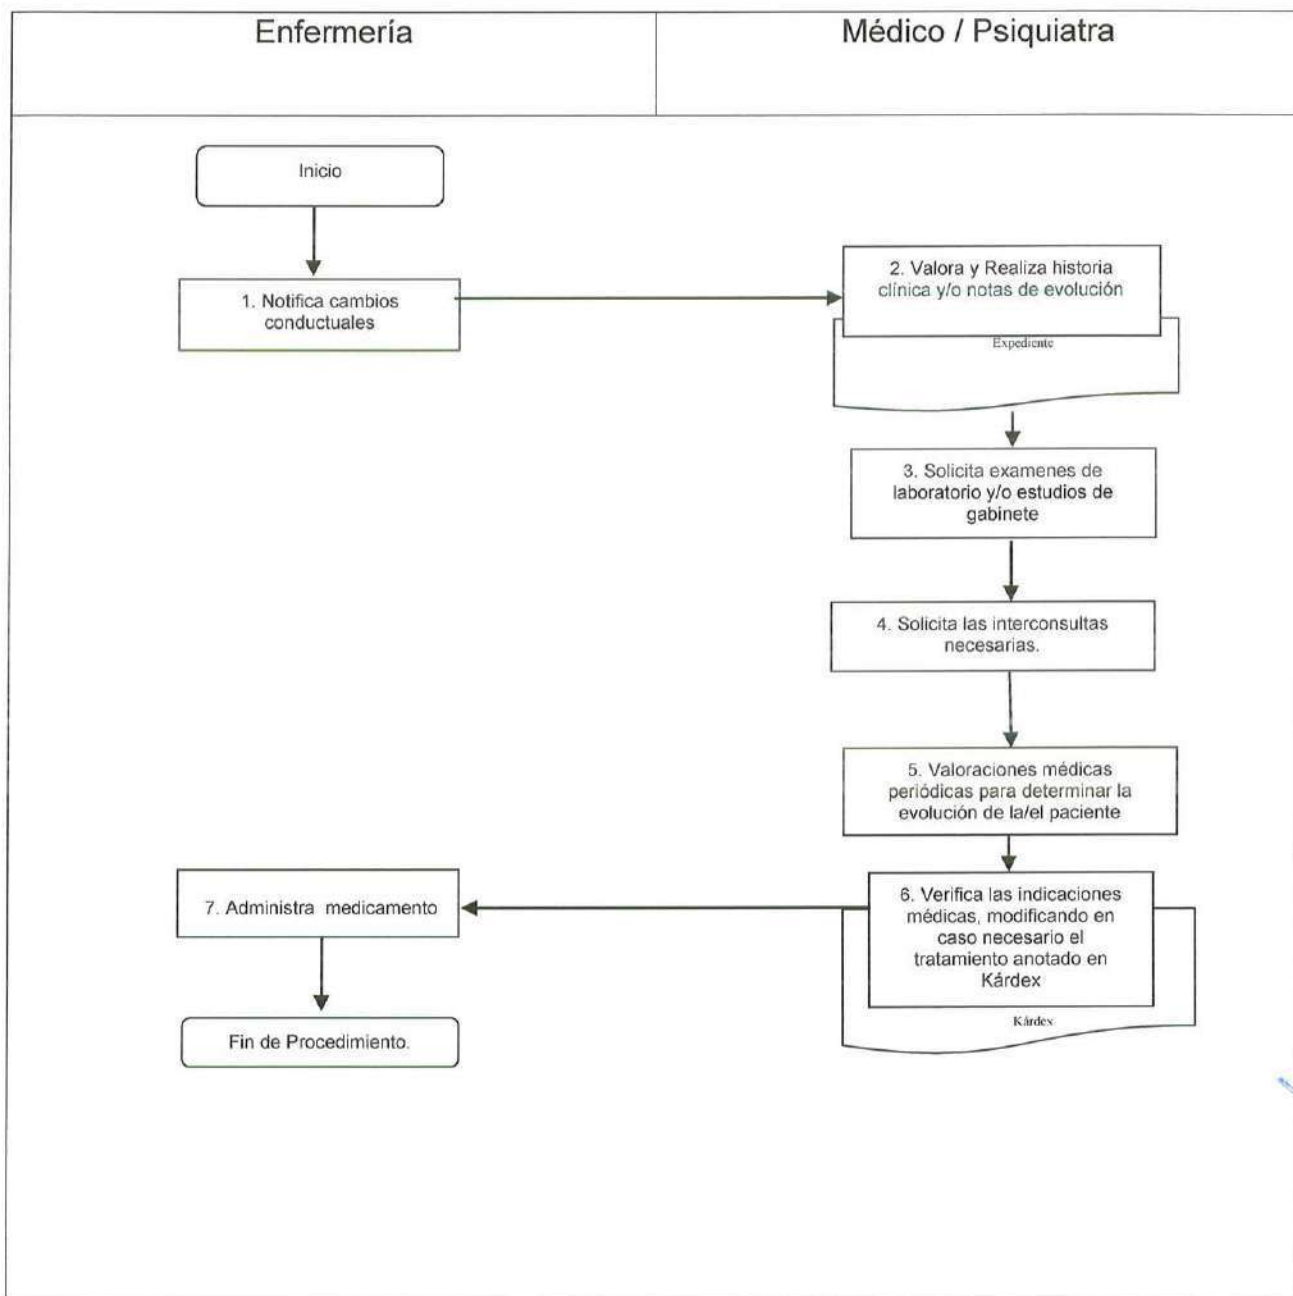 Enfermería
Médico / Psiquiatra
Inicio
1. Notifica cambios
conductuales
2. Valora y Realiza historia
clínica y/o notas de evolución
Expediente
3. Solicita examenes de
laboratorio y/o estudios de
gabinete
4. Solicita las interconsultas
necesarias.
5. Valoraciones médicas
periódicas para determinar la
evolución de la/el paciente
6. Verifica las indicaciones
médicas, modificando en
caso necesario el
tratamiento anotado en
Kárdex
Kárdex
7. Administra medicamento
Fin de Procedimiento.